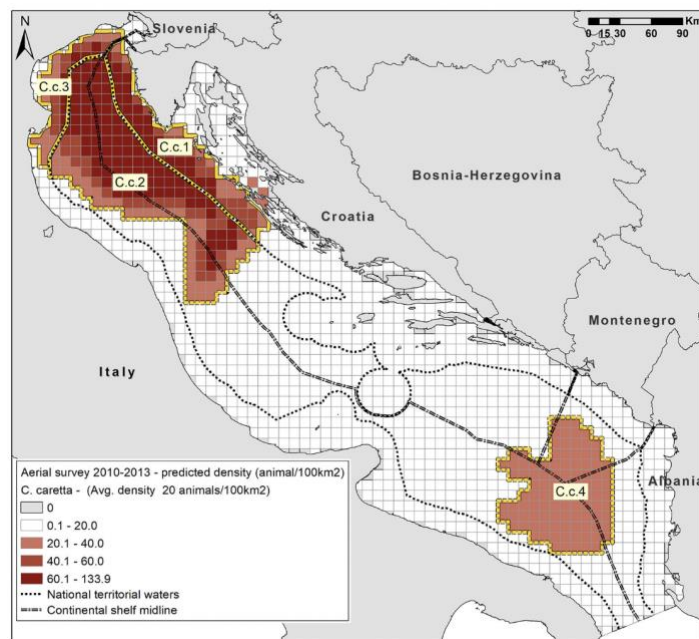 N
Slovenia
0 15 30 60 90 Km
C.c.3
C.c.1
C.c.2
Bosnia-Herzegovina
Croatia
Montenegro
Italy
Albania
C.c.4
Aerial survey 2010-2013 - predicted density (animal/100km2)
C. caretta - (Avg. density 20 animals/100km2)
0
0.1 - 20.0
20.1 - 40.0
40.1 - 60.0
60.1 - 133.9
National territorial waters
Continental shelf midline